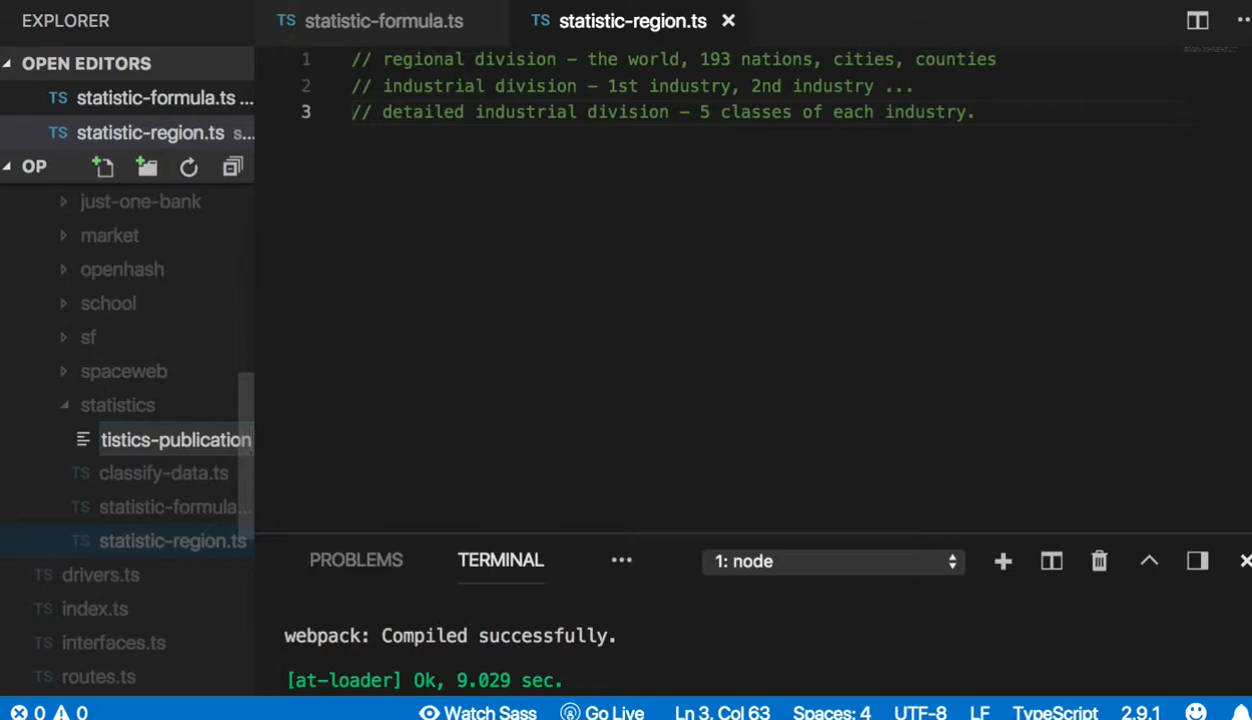 EXPLORER
OPEN EDITORS
TS statistic-formula.ts ...
TS statistic-region.ts s...
OP
just-one-bank
market
openhash
school
sf
spaceweb
statistics
tistics-publication
TS classify-data.ts
TS statistic-formula...
TS statistic-region.ts
TS drivers.ts
TS index.ts
TS interfaces.ts
TS routes.ts
TS statistic-formula.ts
TS statistic-region.ts
1 // regional division – the world, 193 nations, cities, counties
2 // industrial division – 1st industry, 2nd industry ...
3 // detailed industrial division – 5 classes of each industry.
PROBLEMS TERMINAL ... 1: node
webpack: Compiled successfully.
[at-loader] Ok, 9.029 sec.
0 0 Watch Sass Go Live Ln 3, Col 63 Spaces: 4 UTF-8 LF TypeScript 2.9.1